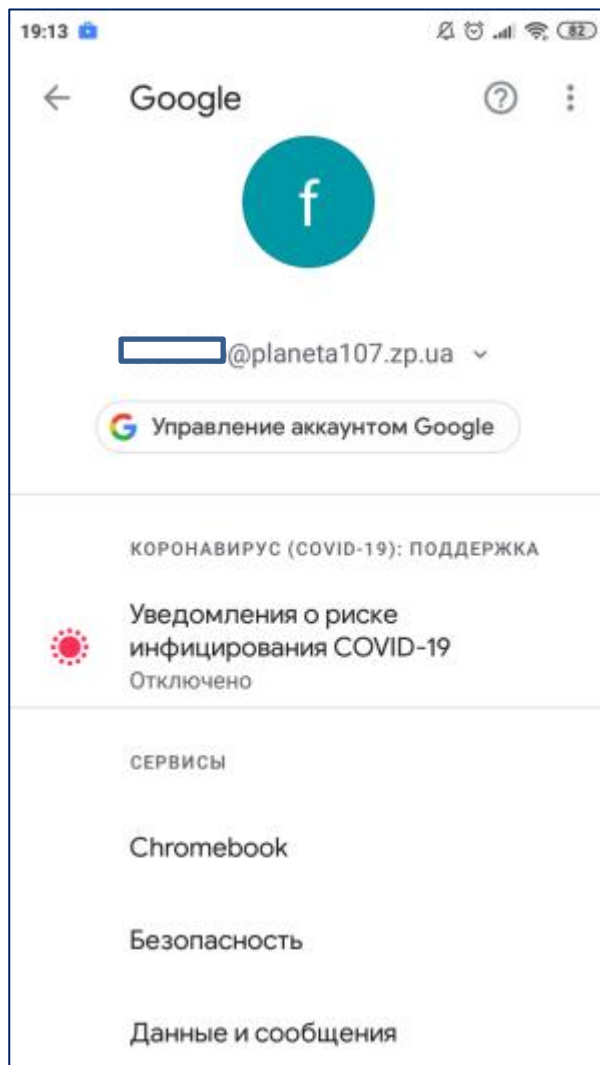 19:13 82
Google
f
@planeta107.zp.ua
Управление аккаунтом Google
КОРОНАВИРУС (COVID-19): ПОДДЕРЖКА
Уведомления о риске
инфицирования COVID-19
Отключено
СЕРВИСЫ
Chromebook
Безопасность
Данные и сообщения